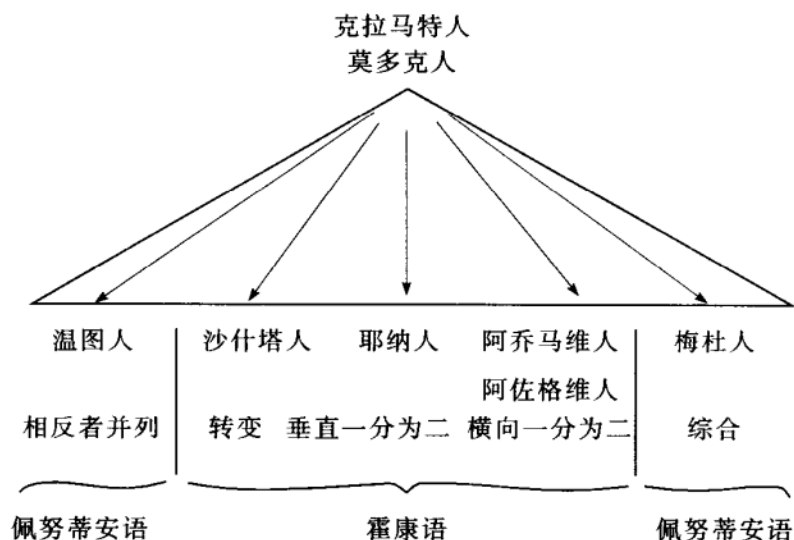 克拉马特人
莫多克人
温图人 沙什塔人 耶纳人 阿乔马维人 梅杜人
阿佐格维人
相反者并列 转变 垂直一分为二 横向一分为二 综合
佩努蒂安语 霍康语 佩努蒂安语